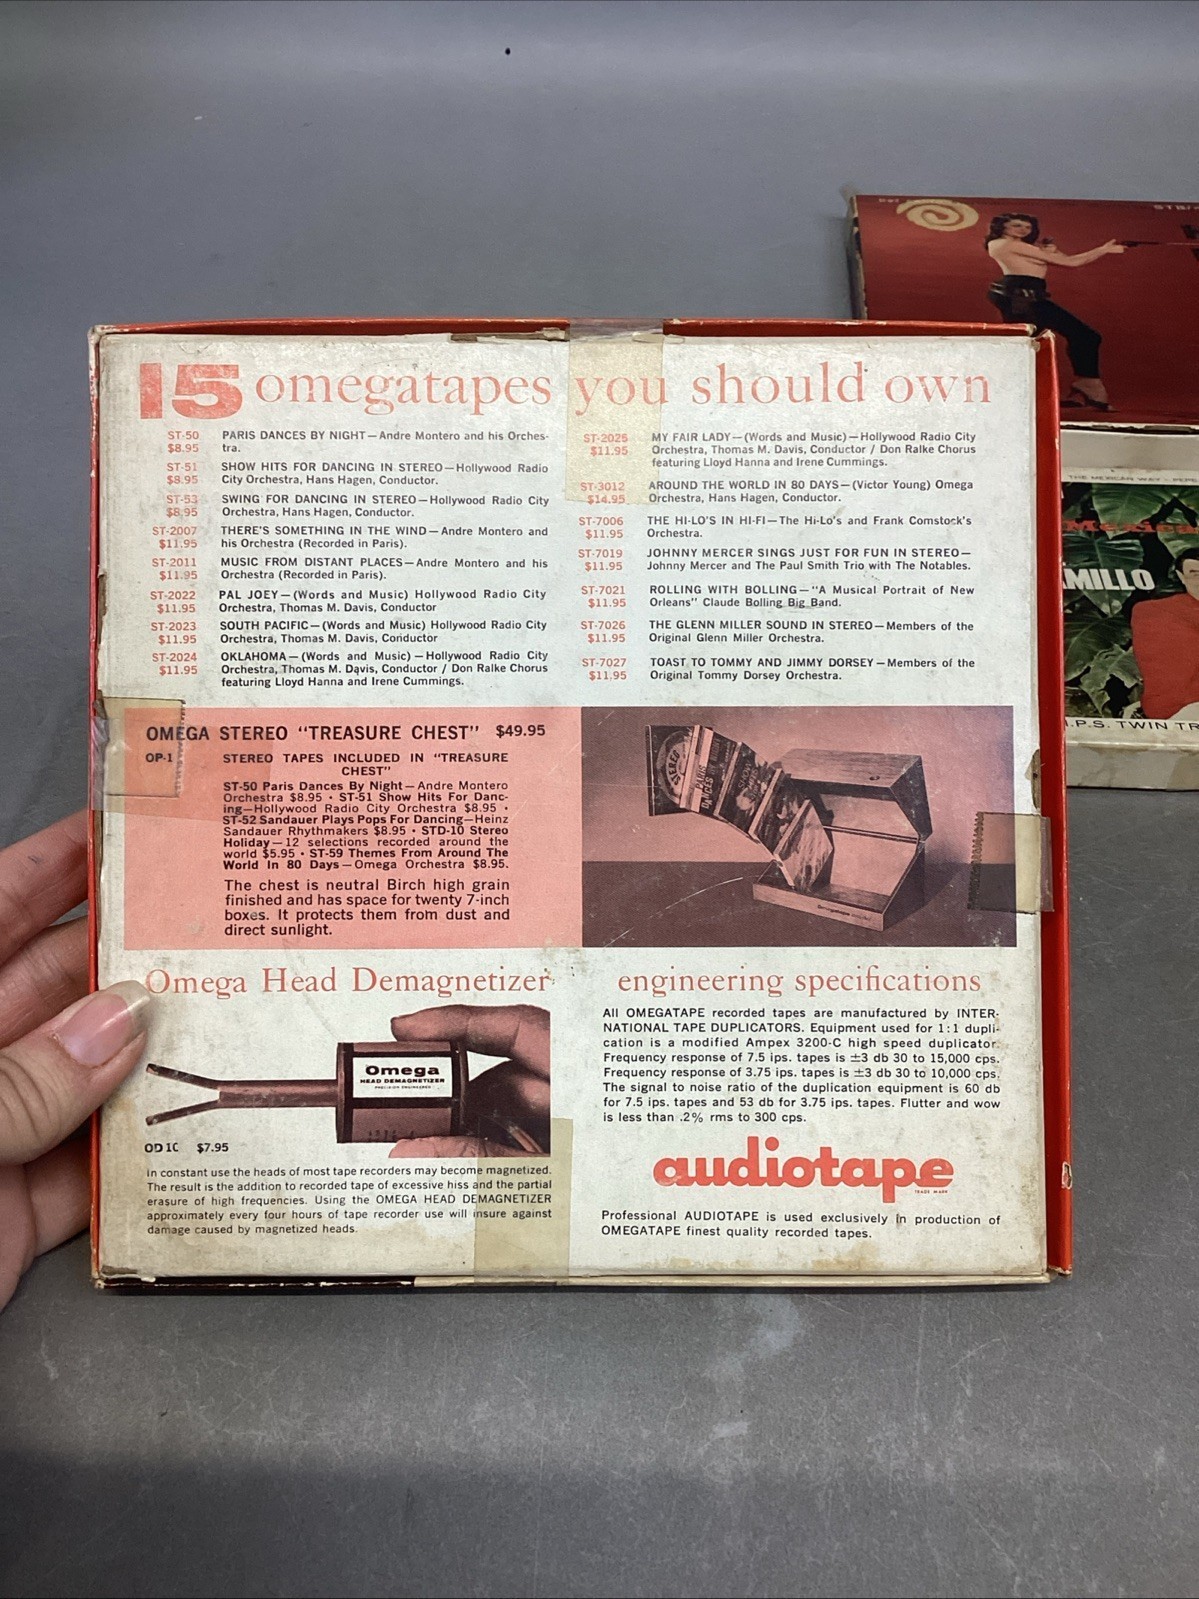 15 omegatapes you should own
ST-50
$8.95
PARIS DANCES BY NIGHT—Andre Montero and his Orches-
tra.
ST-51
$8.95
SHOW HITS FOR DANCING IN STEREO—Hollywood Radio
City Orchestra, Hans Hagen, Conductor.
ST-53
$8.95
SWING FOR DANCING IN STEREO—Hollywood Radio City
Orchestra, Hans Hagen, Conductor.
ST-2007
$11.95
THERE'S SOMETHING IN THE WIND—Andre Montero and
his Orchestra (Recorded in Paris).
ST-2011
$11.95
MUSIC FROM DISTANT PLACES—Andre Montero and his
Orchestra (Recorded in Paris).
ST-2022
$11.95
PAL JOEY—(Words and Music) Hollywood Radio City
Orchestra, Thomas M. Davis, Conductor
ST-2023
$11.95
SOUTH PACIFIC—(Words and Music) Hollywood Radio City
Orchestra, Thomas M. Davis, Conductor
ST-2024
$11.95
OKLAHOMA—(Words and Music)—Hollywood Radio City
Orchestra, Thomas M. Davis, Conductor / Don Ralke Chorus
featuring Lloyd Hanna and Irene Cummings.
ST-2025
$11.95
MY FAIR LADY—(Words and Music)—Hollywood Radio City
Orchestra, Thomas M. Davis, Conductor / Don Ralke Chorus
featuring Lloyd Hanna and Irene Cummings.
ST-3012
$14.95
AROUND THE WORLD IN 80 DAYS—(Victor Young) Omega
Orchestra, Hans Hagen, Conductor.
ST-7006
$11.95
THE HI-LO'S IN HI-FI—The Hi-Lo's and Frank Comstock's
Orchestra.
ST-7019
$11.95
JOHNNY MERCER SINGS JUST FOR FUN IN STEREO—
Johnny Mercer and The Paul Smith Trio with The Notables.
ST-7021
$11.95
ROLLING WITH BOLLING—"A Musical Portrait of New
Orleans" Claude Bolling Big Band.
ST-7026
$11.95
THE GLENN MILLER SOUND IN STEREO—Members of the
Original Glenn Miller Orchestra.
ST-7027
$11.95
TOAST TO TOMMY AND JIMMY DORSEY—Members of the
Original Tommy Dorsey Orchestra.
OMEGA STEREO "TREASURE CHEST" $49.95
OP-1
STEREO TAPES INCLUDED IN "TREASURE
CHEST"
ST-50 Paris Dances By Night—Andre Montero
Orchestra $8.95 • ST-51 Show Hits For Danc-
ing—Hollywood Radio City Orchestra $8.95 •
ST-52 Sandauer Plays Pops For Dancing—Heinz
Sandauer Rhythmakers $8.95 • STD-10 Stereo
Holiday—12 selections recorded around the
world $5.95 • ST-59 Themes From Around The
World In 80 Days—Omega Orchestra $8.95.
The chest is neutral Birch high grain
finished and has space for twenty 7-inch
boxes. It protects them from dust and
direct sunlight.
STEREO
PARIS
DANCES
Omega Head Demagnetizer
Omega
HEAD DEMAGNETIZER
PRECISION ENGINEERED
OD 1C $7.95
In constant use the heads of most tape recorders may become magnetized.
The result is the addition to recorded tape of excessive hiss and the partial
erasure of high frequencies. Using the OMEGA HEAD DEMAGNETIZER
approximately every four hours of tape recorder use will insure against
damage caused by magnetized heads.
engineering specifications
All OMEGATAPE recorded tapes are manufactured by INTER-
NATIONAL TAPE DUPLICATORS. Equipment used for 1:1 dupli-
cation is a modified Ampex 3200-C high speed duplicator.
Frequency response of 7.5 ips. tapes is ±3 db 30 to 15,000 cps.
Frequency response of 3.75 ips. tapes is ±3 db 30 to 10,000 cps.
The signal to noise ratio of the duplication equipment is 60 db
for 7.5 ips. tapes and 53 db for 3.75 ips. tapes. Flutter and wow
is less than .2% rms to 300 cps.
audiotape
TRADE MARK
Professional AUDIOTAPE is used exclusively in production of
OMEGATAPE finest quality recorded tapes.
THE MEXICAN WAY
Mexica
AMILLO
I.P.S. TWIN TR